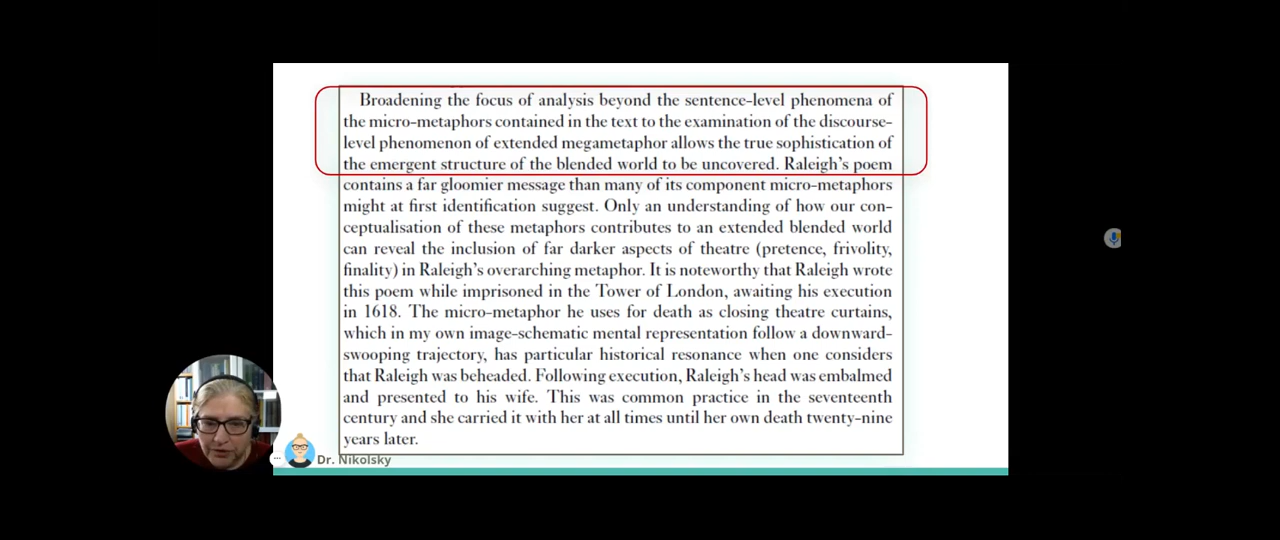 Broadening the focus of analysis beyond the sentence-level phenomena of
the micro-metaphors contained in the text to the examination of the discourse-
level phenomenon of extended megametaphor allows the true sophistication of
the emergent structure of the blended world to be uncovered. Raleigh's poem
contains a far gloomier message than many of its component micro-metaphors
might at first identification suggest. Only an understanding of how our con-
ceptualisation of these metaphors contributes to an extended blended world
can reveal the inclusion of far darker aspects of theatre (pretence, frivolity,
finality) in Raleigh's overarching metaphor. It is noteworthy that Raleigh wrote
this poem while imprisoned in the Tower of London, awaiting his execution
in 1618. The micro-metaphor he uses for death as closing theatre curtains,
which in my own image-schematic mental representation follow a downward-
swooping trajectory, has particular historical resonance when one considers
that Raleigh was beheaded. Following execution, Raleigh's head was embalmed
and presented to his wife. This was common practice in the seventeenth
century and she carried it with her at all times until her own death twenty-nine
years later.
Dr. Nikolsky